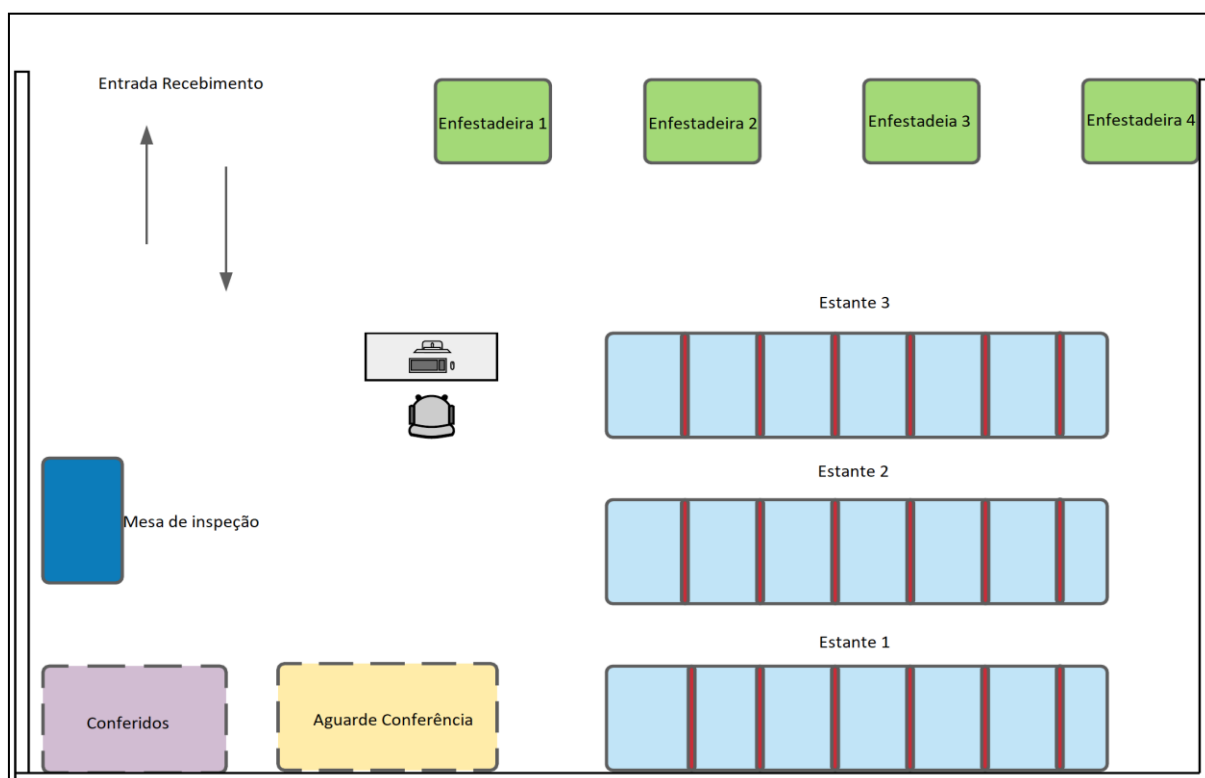 Entrada Recebimento
Enfestadeira 1
Enfestadeira 2
Enfestadeia 3
Enfestadeira 4
Estante 3
Estante 2
Mesa de inspeção
Estante 1
Conferidos
Aguarde Conferência